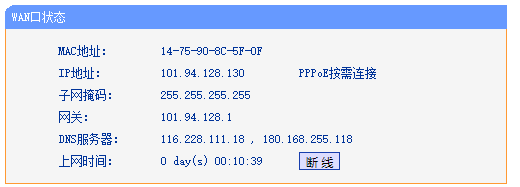 WAN口状态
MAC地址: 14-75-90-8C-5F-0F
IP地址: 101.94.128.130 PPPoE按需连接
子网掩码: 255.255.255.255
网关: 101.94.128.1
DNS服务器: 116.228.111.18 , 180.168.255.118
上网时间: 0 day(s) 00:10:39 断 线